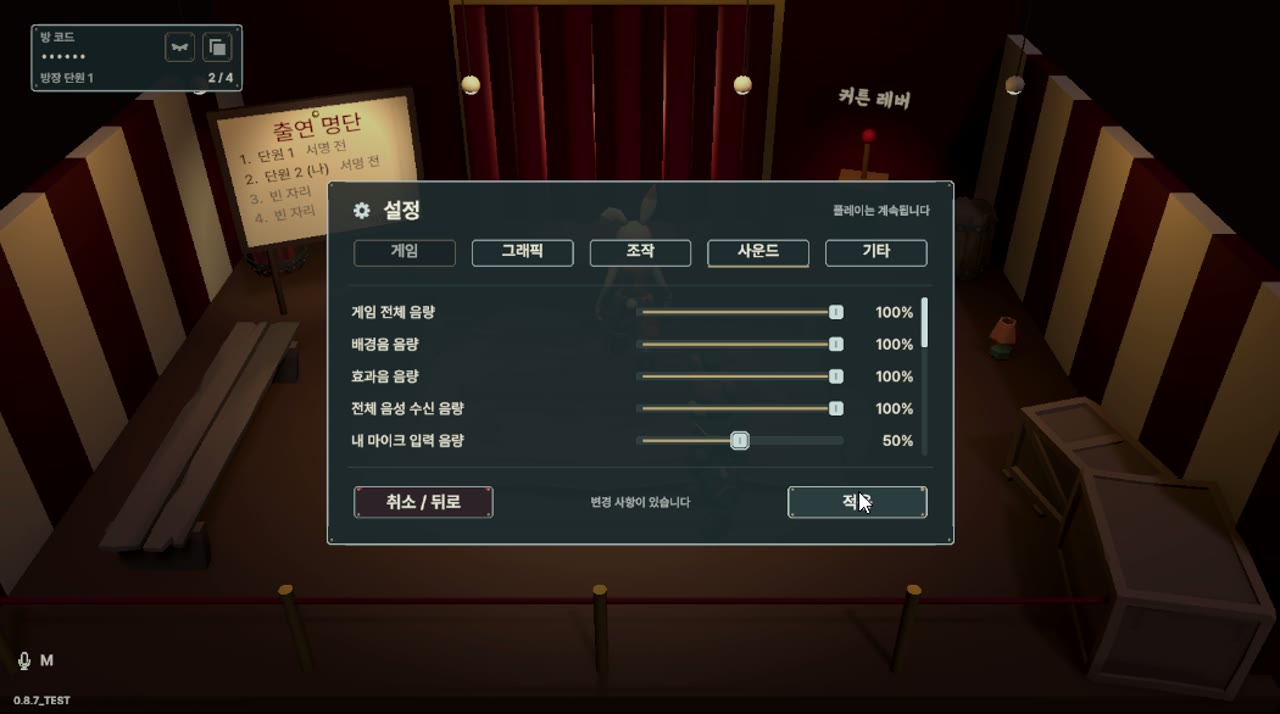 방 코드
••••••
방장 단원 1 2 / 4
출연 명단
1. 단원 1 서명 전
2. 단원 2 (나) 서명 전
3. 빈 자리
4. 빈 자리
커튼 레버
설정
플레이는 계속됩니다
게임 그래픽 조작 사운드 기타
게임 전체 음량 100%
배경음 음량 100%
효과음 음량 100%
전체 음성 수신 음량 100%
내 마이크 입력 음량 50%
취소 / 뒤로 변경 사항이 있습니다 적용
M
0.8.7_TEST